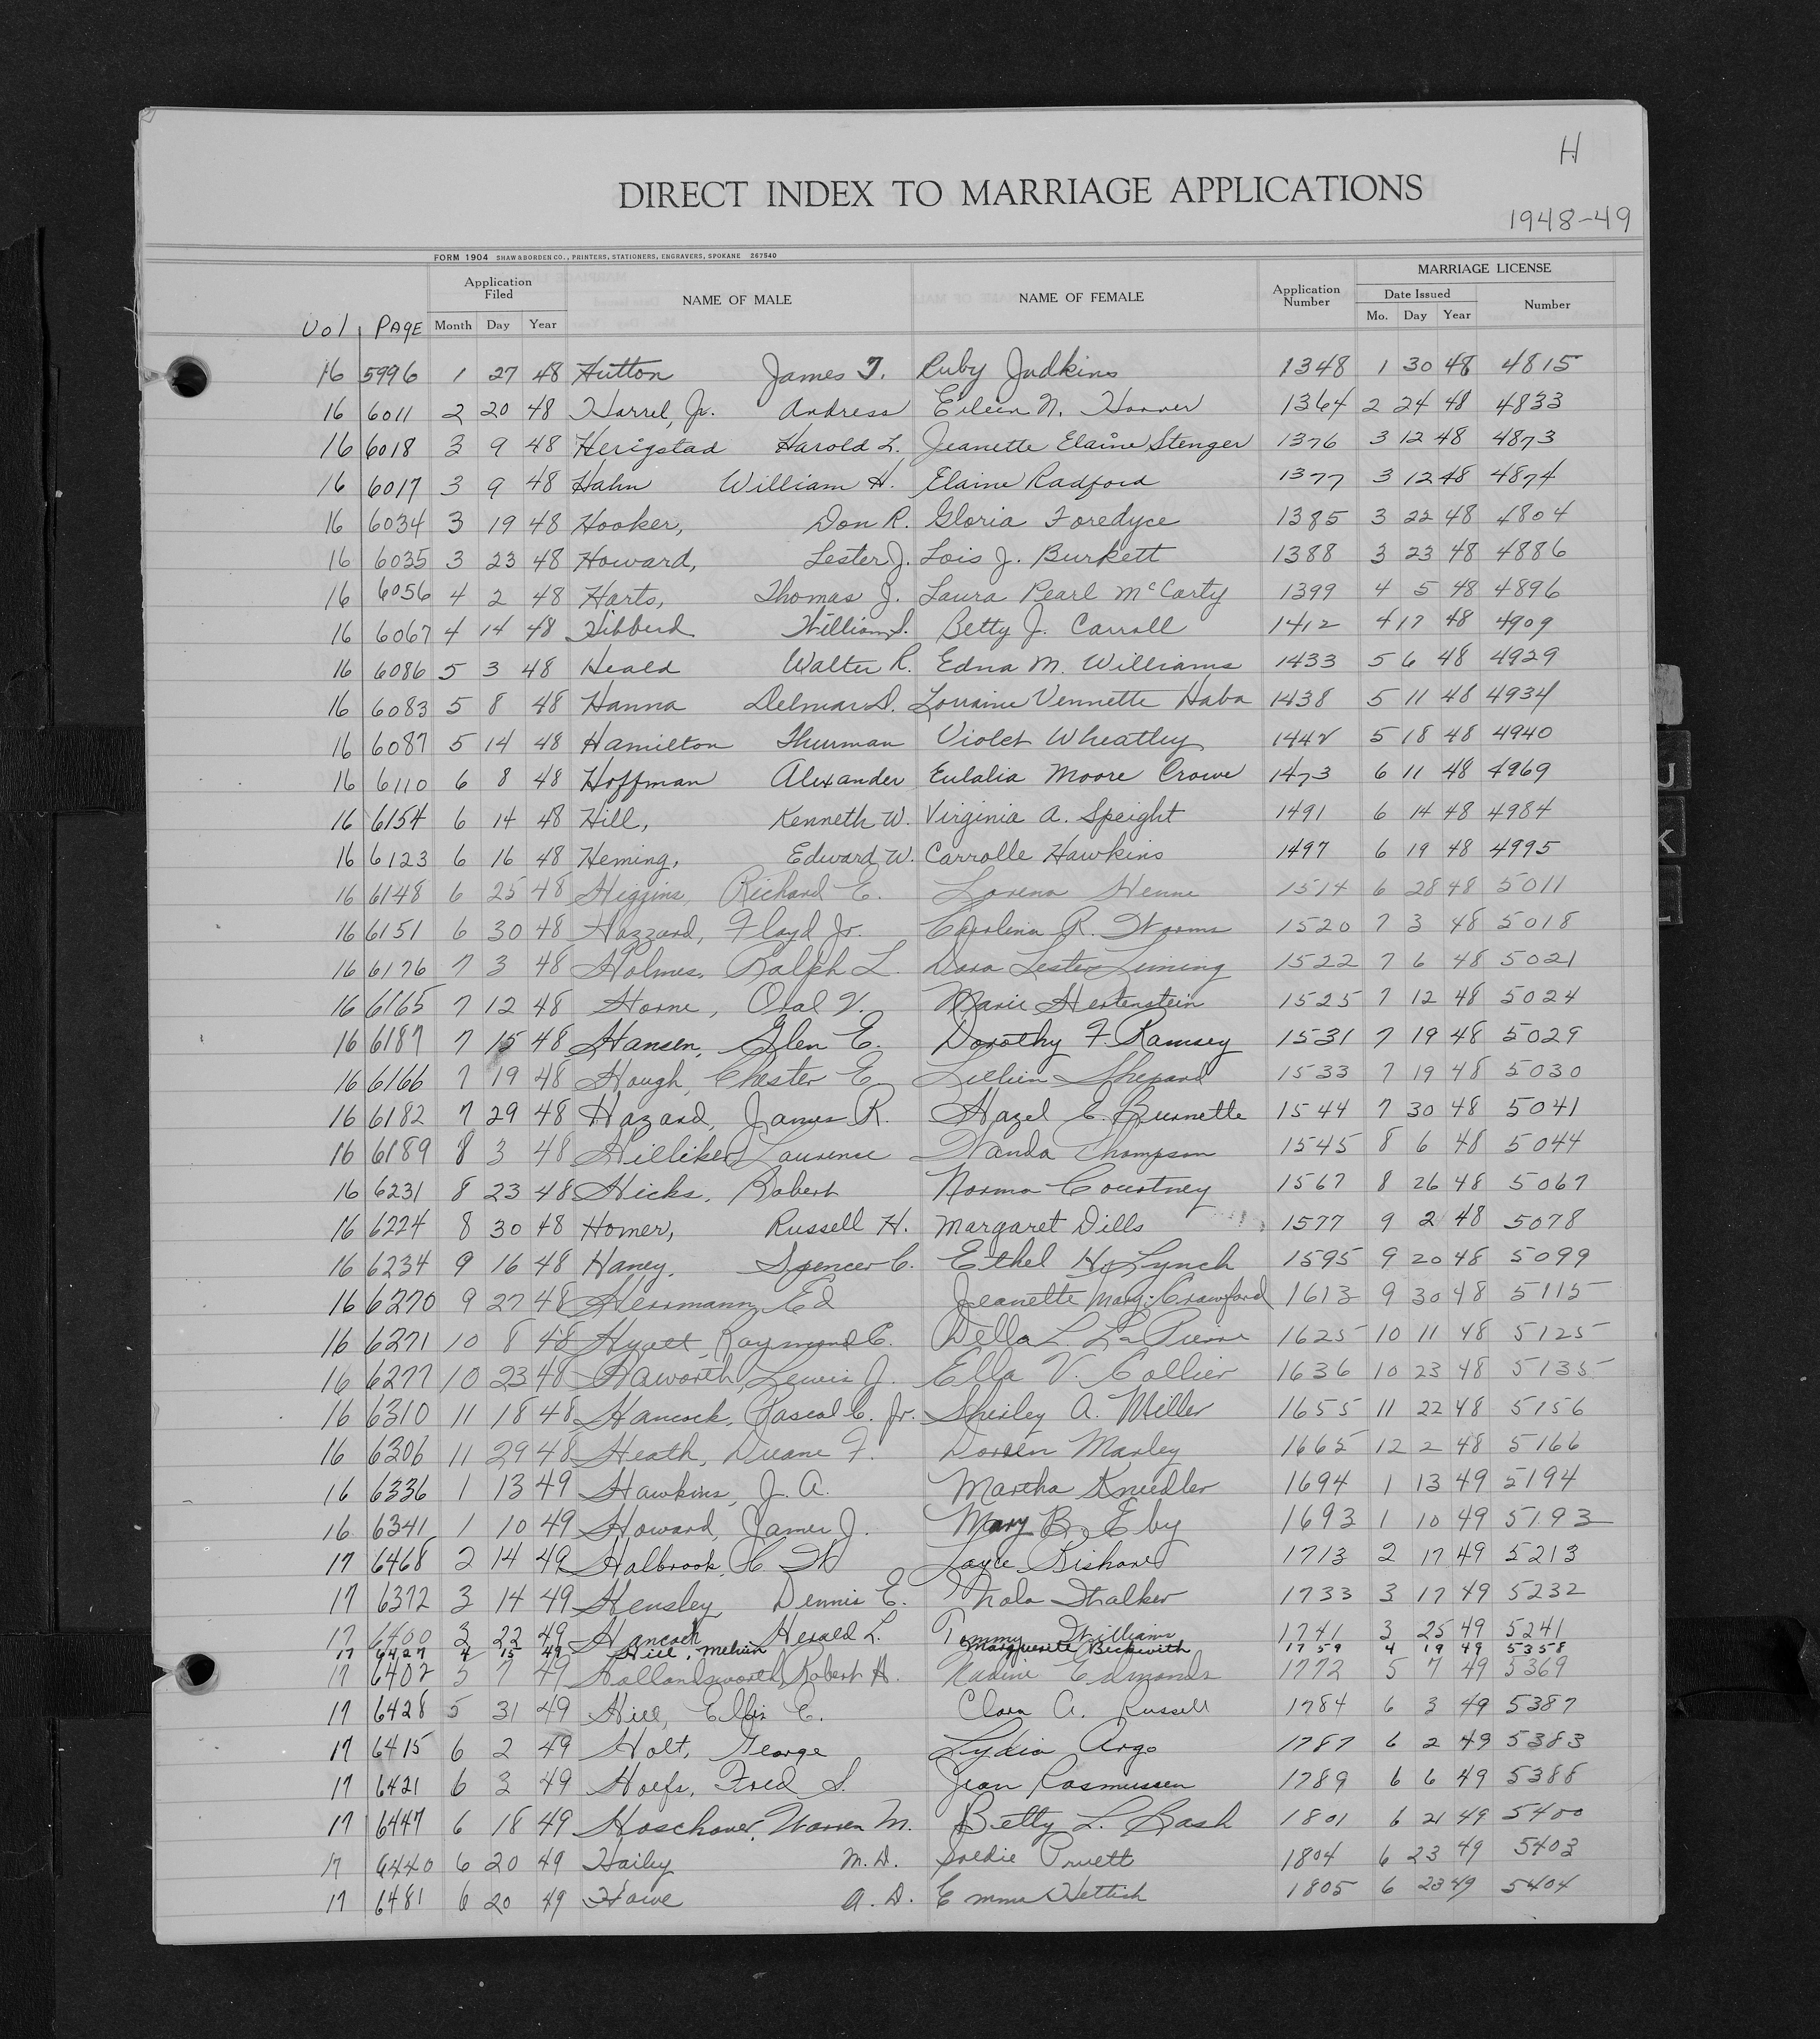 H
DIRECT INDEX TO MARRIAGE APPLICATIONS
1948-49
FORM 1904 SHAW & BORDEN CO., PRINTERS, STATIONERS, ENGRAVERS, SPOKANE 267540
Vol PAGE Application Filed Month Day Year NAME OF MALE NAME OF FEMALE Application Number MARRIAGE LICENSE Date Issued Mo. Day Year Number
16 5996 1 27 48 Hutton James T. Ruby Judkins 1348 1 30 48 4815
16 6011 2 20 48 Harrel, Jr. Andress Eileen N. Hoover 1364 2 24 48 4833
16 6018 3 9 48 Herigstad Harold L. Jeanette Elaine Stenger 1376 3 12 48 4873
16 6017 3 9 48 Hahn William H. Elaine Radford 1377 3 12 48 4874
16 6034 3 19 48 Hooker, Don R. Gloria Foredyce 1385 3 22 48 4804
16 6035 3 23 48 Howard, Lester J. Lois J. Burkett 1388 3 23 48 4886
16 6056 4 2 48 Harts, Thomas J. Laura Pearl McCarty 1399 4 5 48 4896
16 6067 4 14 48 Hibberd William S. Betty J. Carroll 1412 4 17 48 4909
16 6086 5 3 48 Heald Walter R. Edna M. Williams 1433 5 6 48 4929
16 6083 5 8 48 Hanna Delmar D. Lorraine Vennette Haba 1438 5 11 48 4934
16 6087 5 14 48 Hamilton Thurman Violet Wheatley 1442 5 18 48 4940
16 6110 6 8 48 Hoffman Alexander Eulalia Moore Crowe 1473 6 11 48 4969
16 6154 6 14 48 Hill, Kenneth W. Virginia A. Speight 1491 6 14 48 4984
16 6123 6 16 48 Heming, Edward W. Carrolle Hawkins 1497 6 19 48 4995
16 6148 6 25 48 Higgins, Richard E. Lorena Henne 1514 6 28 48 5011
16 6151 6 30 48 Hazzard, Floyd Jr. Carolina R. Worms 1520 7 3 48 5018
16 6176 7 3 48 Holmes, Ralph L. Dora Lester Liming 1522 7 6 48 5021
16 6165 7 12 48 Horne, Oral V. Marie Hertenstein 1525 7 12 48 5024
16 6187 7 15 48 Hansen, Glen E. Dorothy F. Ramsey 1531 7 19 48 5029
16 6166 7 19 48 Hough, Chester E. Lillian Shepard 1533 7 19 48 5030
16 6182 7 29 48 Hazard, James R. Hazel C. Burnette 1544 7 30 48 5041
16 6189 8 3 48 Hilliker, Laurence Wanda Thompson 1545 8 6 48 5044
16 6231 8 23 48 Hicks, Robert Norma Courtney 1567 8 26 48 5067
16 6224 8 30 48 Homer, Russell H. Margaret Dills 1577 9 2 48 5078
16 6234 9 16 48 Haney, Spencer C. Ethel H. Lynch 1595 9 20 48 5099
16 6270 9 27 48 Herrmann, Ed Jeanette Mary Crawford 1613 9 30 48 5115
16 6271 10 8 48 Hyatt, Raymond C. Della L. LaPierre 1625 10 11 48 5125
16 6277 10 23 48 Haworth, Lewis J. Ella V. Collier 1636 10 23 48 5135
16 6310 11 18 48 Hancock, Pascal C. Jr. Shirley A. Miller 1655 11 22 48 5156
16 6306 11 29 48 Heath, Duane F. Doreen Manley 1665 12 2 48 5166
16 6336 1 13 49 Hawkins, J. A. Martha Kneedler 1694 1 13 49 5194
16 6341 1 10 49 Howard, James J. Mary B. Eby 1693 1 10 49 5193
17 6468 2 14 49 Halbrook, C W Bishard 1713 2 17 49 5213
17 6372 3 14 49 Hensley Dennis E. Nola Walker 1733 3 17 49 5232
17 6400 3 22 49 Hancock Herald L. Tommy Williams 1741 3 25 49 5241
17 6427 4 15 49 Hill, Melvin Marguerite Beckwith 1759 4 19 49 5358
17 6402 5 7 49 Hollandsworth, Robert H. Nadine Edmonds 1772 5 7 49 5369
17 6428 5 31 49 Hill, Ellis C. Clara A. Russell 1784 6 3 49 5387
17 6415 6 2 49 Holt, George Lydia Argo 1787 6 2 49 5383
17 6421 6 3 49 Hoefs, Fred S. Jean Rasmussen 1789 6 6 49 5388
17 6447 6 18 49 Hoschouer, Warren M. Betty L. Bash 1801 6 21 49 5400
17 6440 6 20 49 Hailey M. D. Goldie Pruett 1804 6 23 49 5403
17 6481 6 20 49 Howe A. D. Emma Hettich 1805 6 23 49 5404